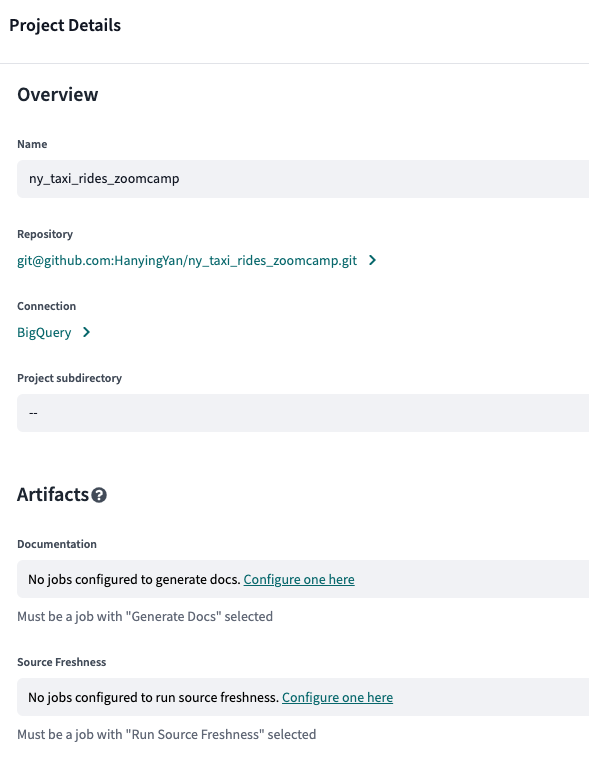 Project Details
Overview
Name
ny_taxi_rides_zoomcamp
Repository
git@github.com:HanyingYan/ny_taxi_rides_zoomcamp.git
Connection
BigQuery
Project subdirectory
--
Artifacts
Documentation
No jobs configured to generate docs. Configure one here
Must be a job with "Generate Docs" selected
Source Freshness
No jobs configured to run source freshness. Configure one here
Must be a job with "Run Source Freshness" selected